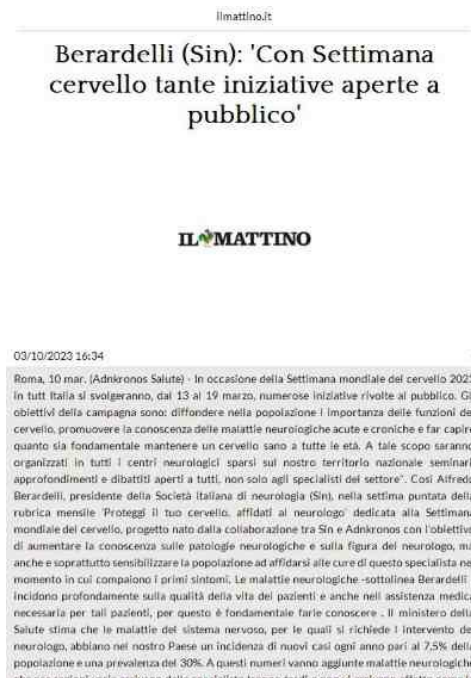 ilmattino.it
Berardelli (Sin): 'Con Settimana
cervello tante iniziative aperte a
pubblico'
IL MATTINO
03/10/2023 16:34
Roma, 10 mar. (Adnkronos Salute) - In occasione della Settimana mondiale del cervello 2023
in tutt Italia si svolgeranno, dal 13 al 19 marzo, numerose iniziative rivolte al pubblico. Gl
obiettivi della campagna sono: diffondere nella popolazione l importanza delle funzioni de
cervello, promuovere la conoscenza delle malattie neurologiche acute e croniche e far capire
quanto sia fondamentale mantenere un cervello sano a tutte le età. A tale scopo saranno
organizzati in tutti i centri neurologici sparsi sul nostro territorio nazionale seminari
approfondimenti e dibattiti aperti a tutti, non solo agli specialisti del settore". Così Alfredo
Berardelli, presidente della Società italiana di neurologia (Sin), nella settima puntata della
rubrica mensile 'Proteggi il tuo cervello, affidati al neurologo' dedicata alla Settimana
mondiale del cervello, progetto nato dalla collaborazione tra Sin e Adnkronos con l'obiettivo
di aumentare la conoscenza sulle patologie neurologiche e sulla figura del neurologo, ma
anche e soprattutto sensibilizzare la popolazione ad affidarsi alle cure di questo specialista nel
momento in cui compaiono i primi sintomi. Le malattie neurologiche -sottolinea Berardelli
incidono profondamente sulla qualità della vita dei pazienti e anche nell assistenza medica
necessaria per tali pazienti, per questo è fondamentale farle conoscere . Il ministero della
Salute stima che le malattie del sistema nervoso, per le quali si richiede l intervento del
neurologo, abbiano nel nostro Paese un incidenza di nuovi casi ogni anno pari al 7,5% della
popolazione e una prevalenza del 30%. A questi numeri vanno aggiunte malattie neurologiche